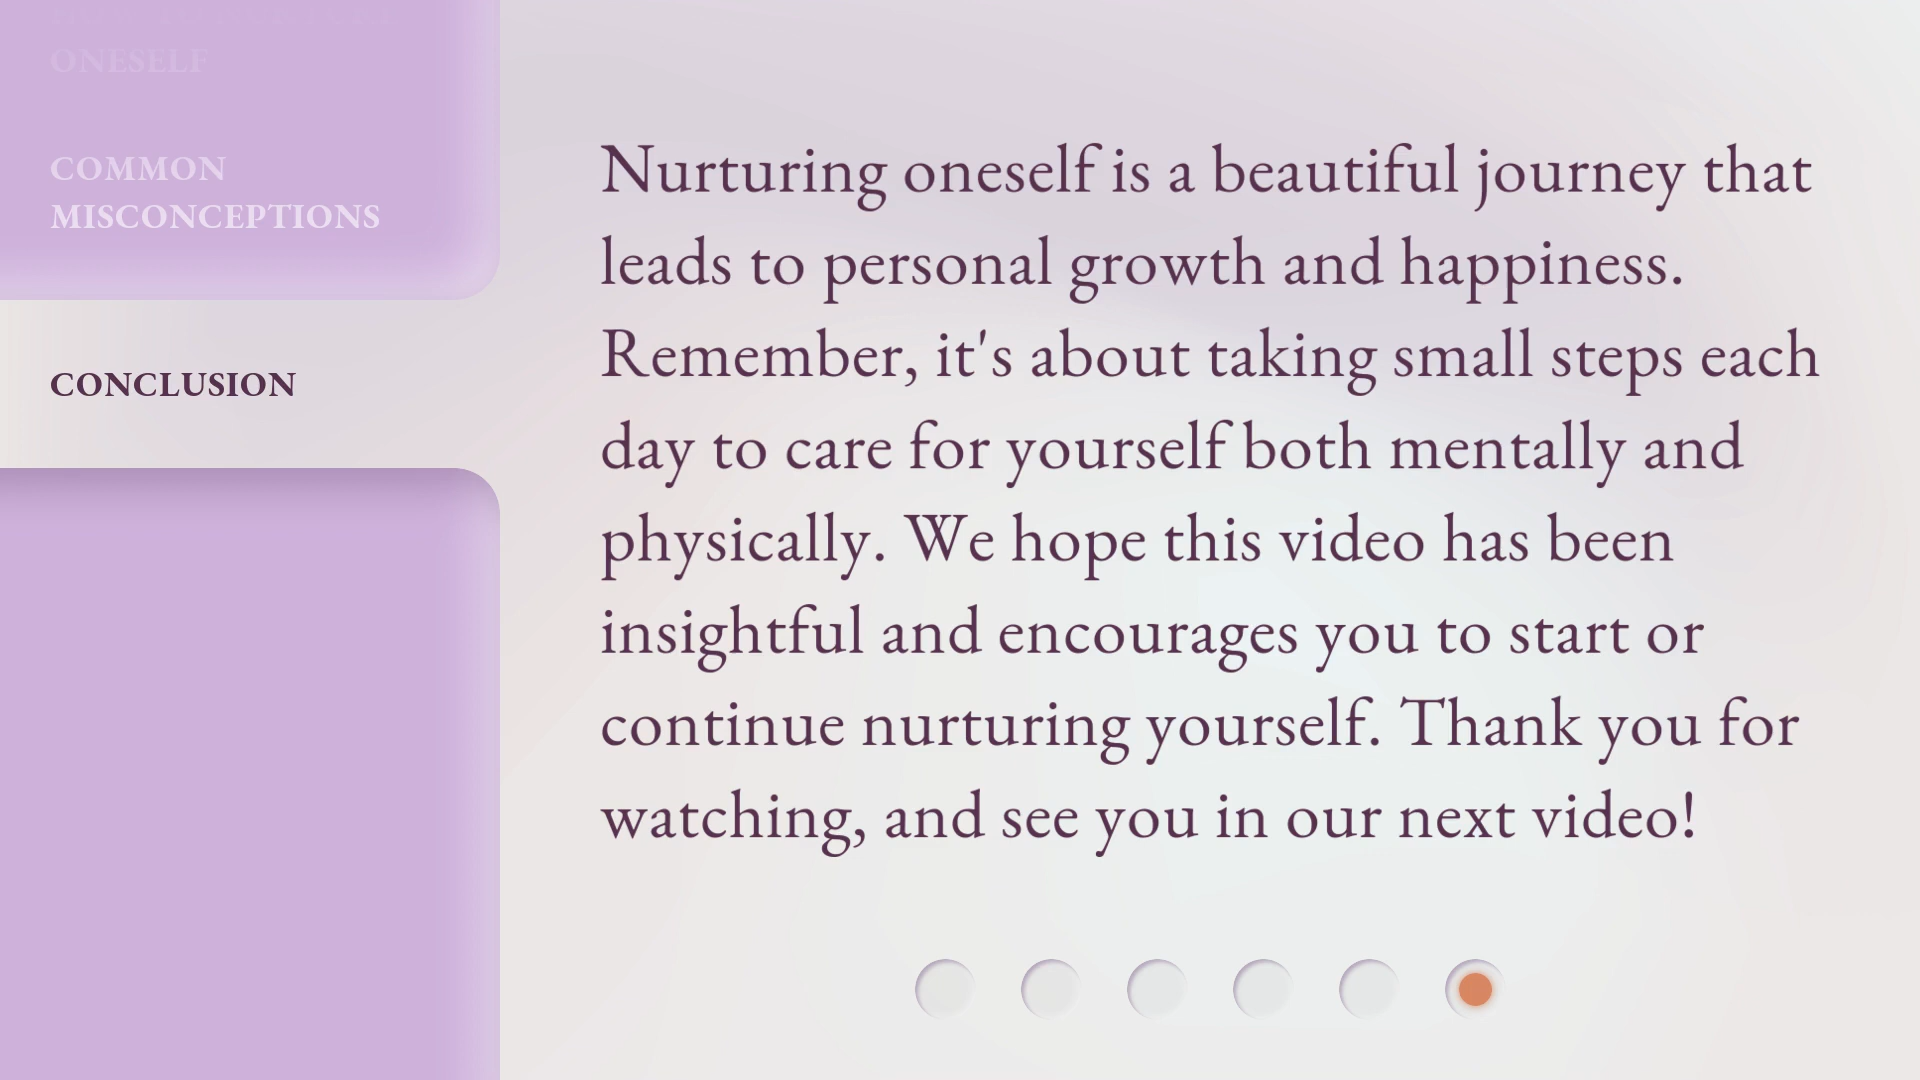 HOW TO NURTURE
ONESELF
COMMON
MISCONCEPTIONS
CONCLUSION
Nurturing oneself is a beautiful journey that
leads to personal growth and happiness.
Remember, it's about taking small steps each
day to care for yourself both mentally and
physically. We hope this video has been
insightful and encourages you to start or
continue nurturing yourself. Thank you for
watching, and see you in our next video!